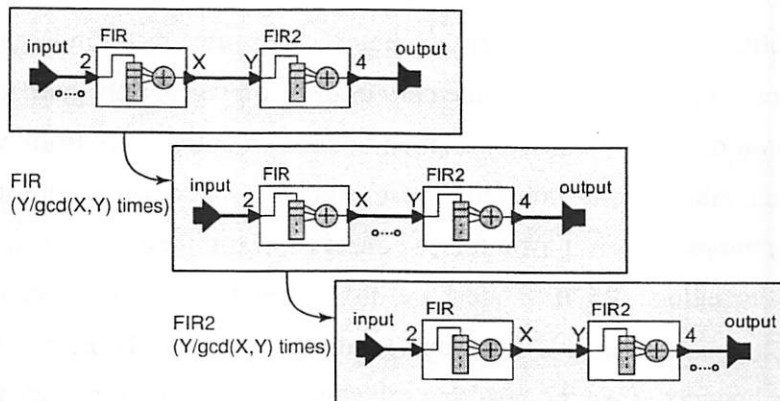 FIR FIR2
input 2 X Y 4 output
FIR
(Y/gcd(X,Y) times)
FIR FIR2
input 2 X Y 4 output
FIR2
(Y/gcd(X,Y) times)
FIR FIR2
input 2 X Y 4 output